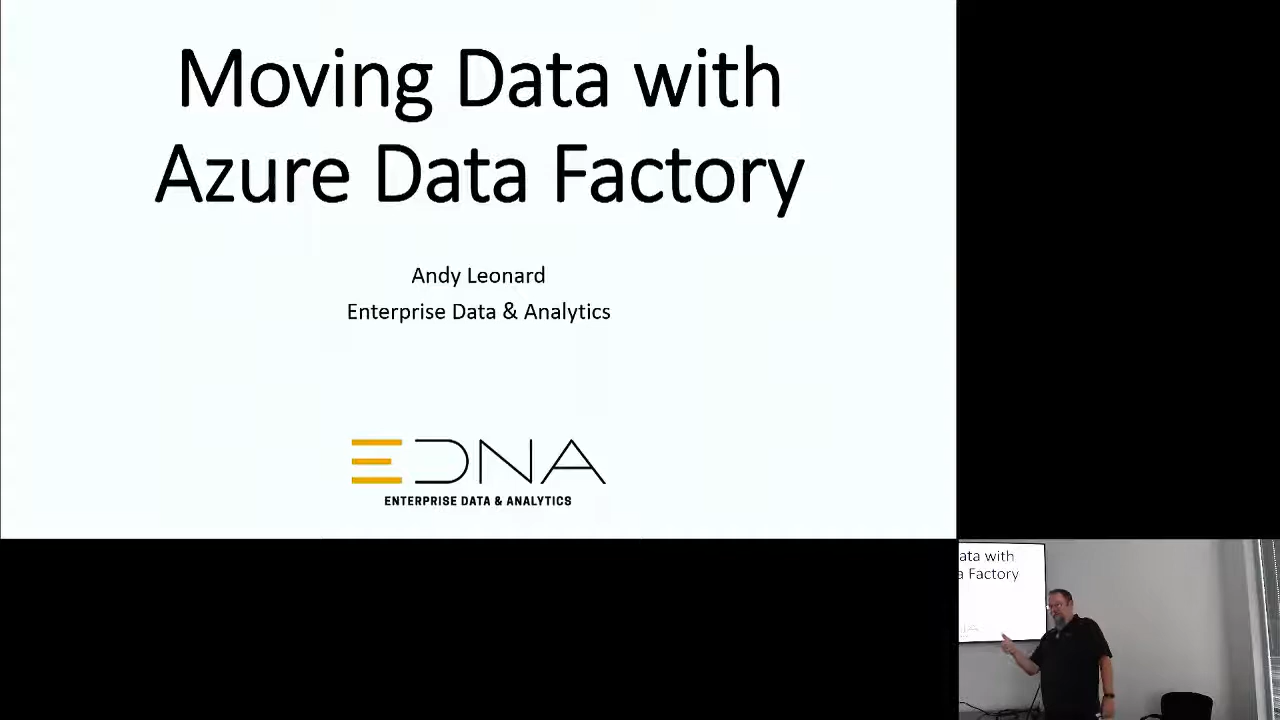 Moving Data with
Azure Data Factory
Andy Leonard
Enterprise Data & Analytics
EDNA
ENTERPRISE DATA & ANALYTICS
ata with
a Factory